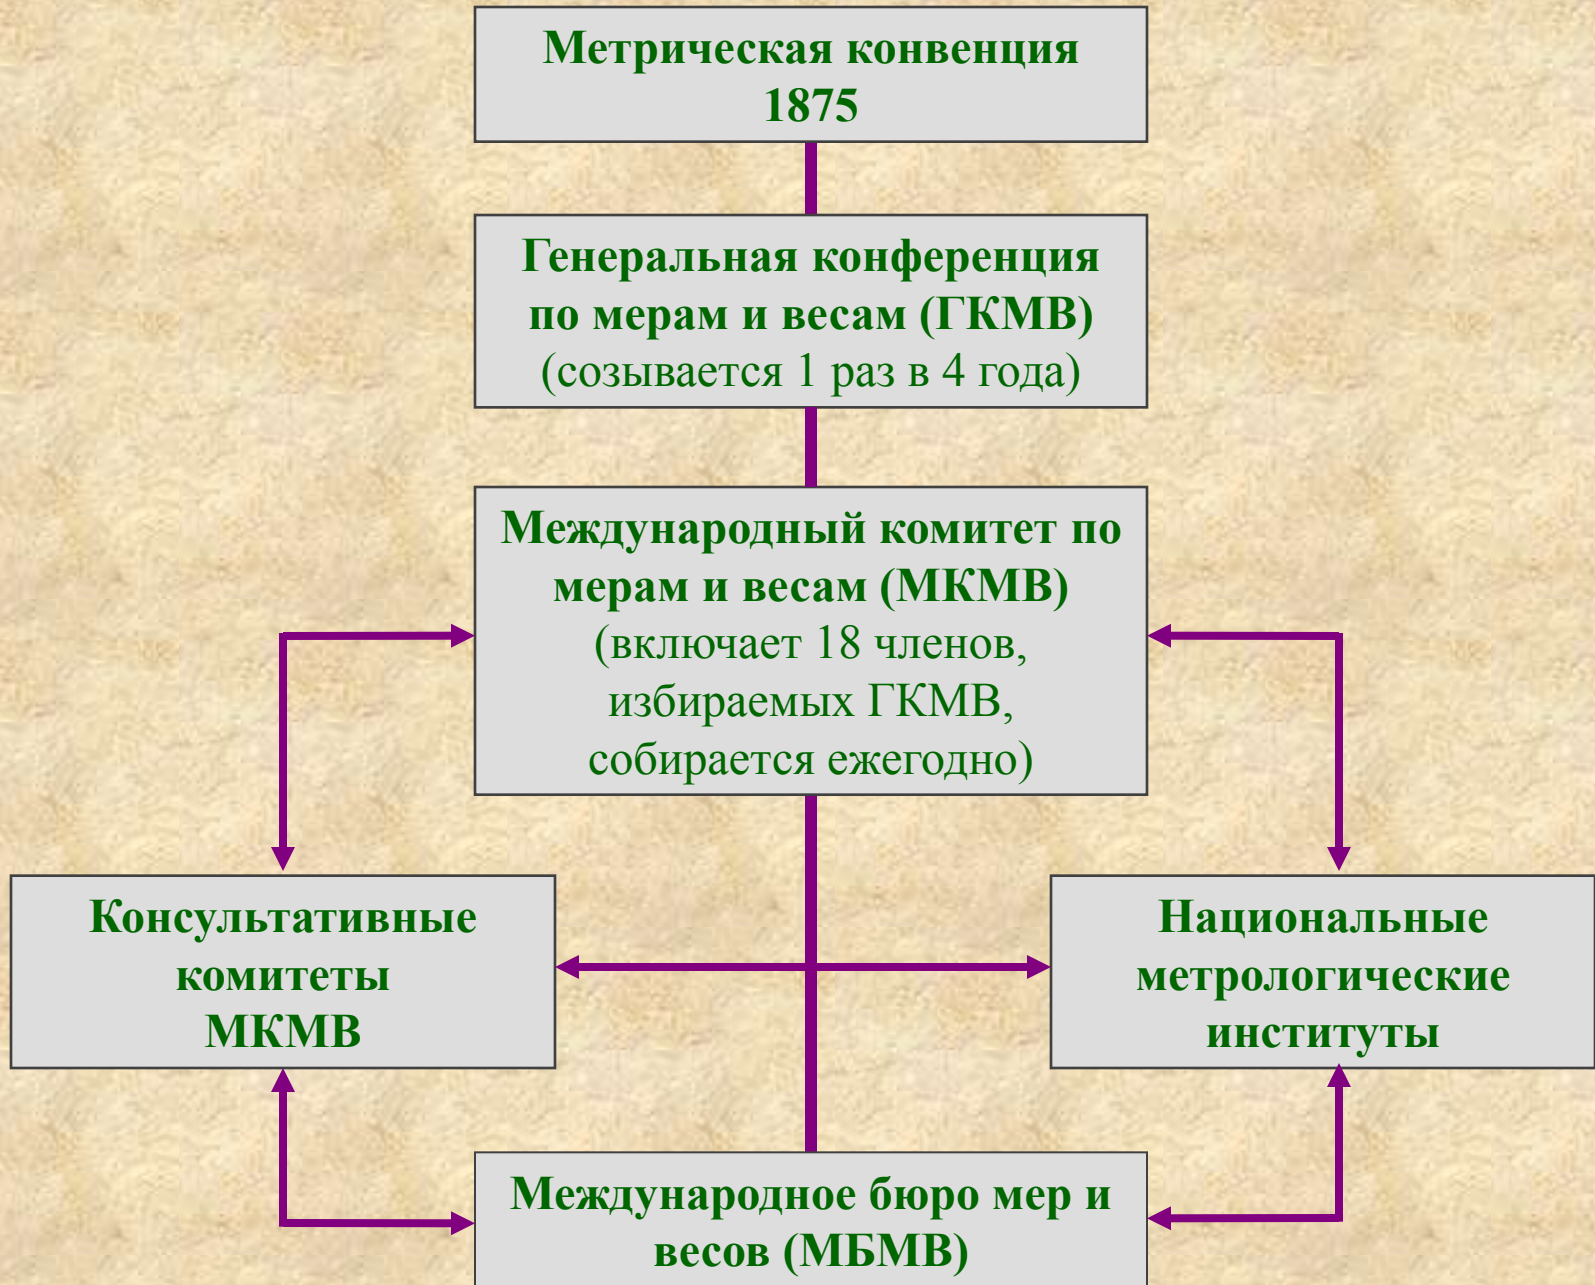 Метрическая конвенция
1875
Генеральная конференция
по мерам и весам (ГКМВ)
(созывается 1 раз в 4 года)
Международный комитет по
мерам и весам (МКМВ)
(включает 18 членов,
избираемых ГКМВ,
собирается ежегодно)
Консультативные
комитеты
МКМВ
Национальные
метрологические
институты
Международное бюро мер и
весов (МБМВ)